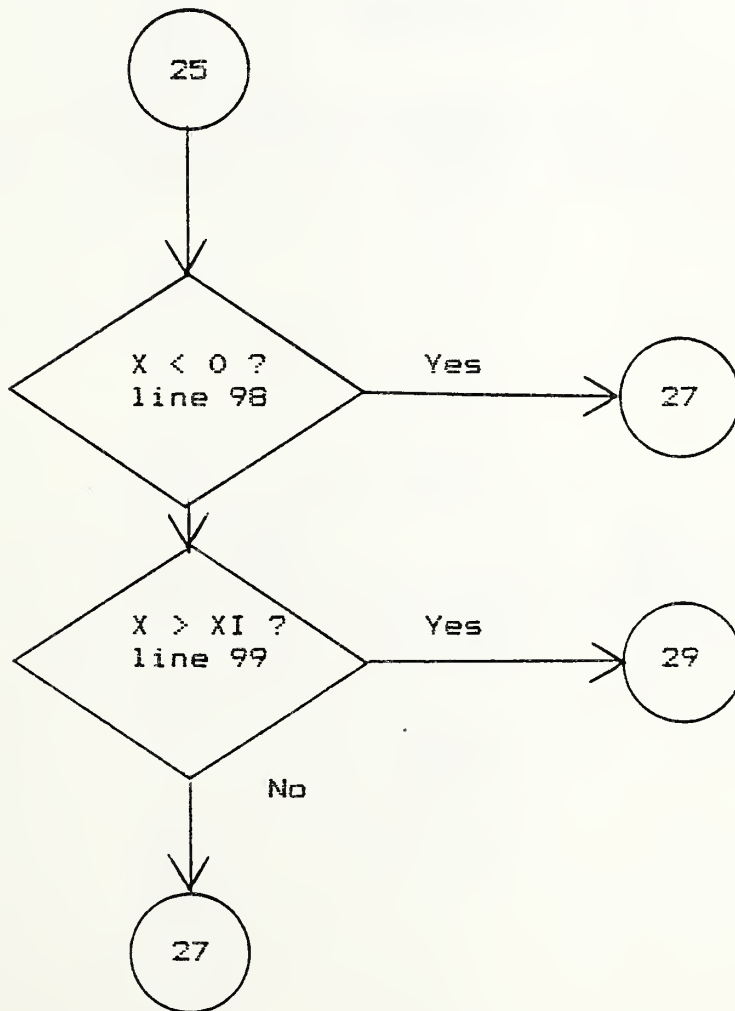 25
X < 0 ?
line 98
Yes
27
X > XI ?
line 99
Yes
29
No
27